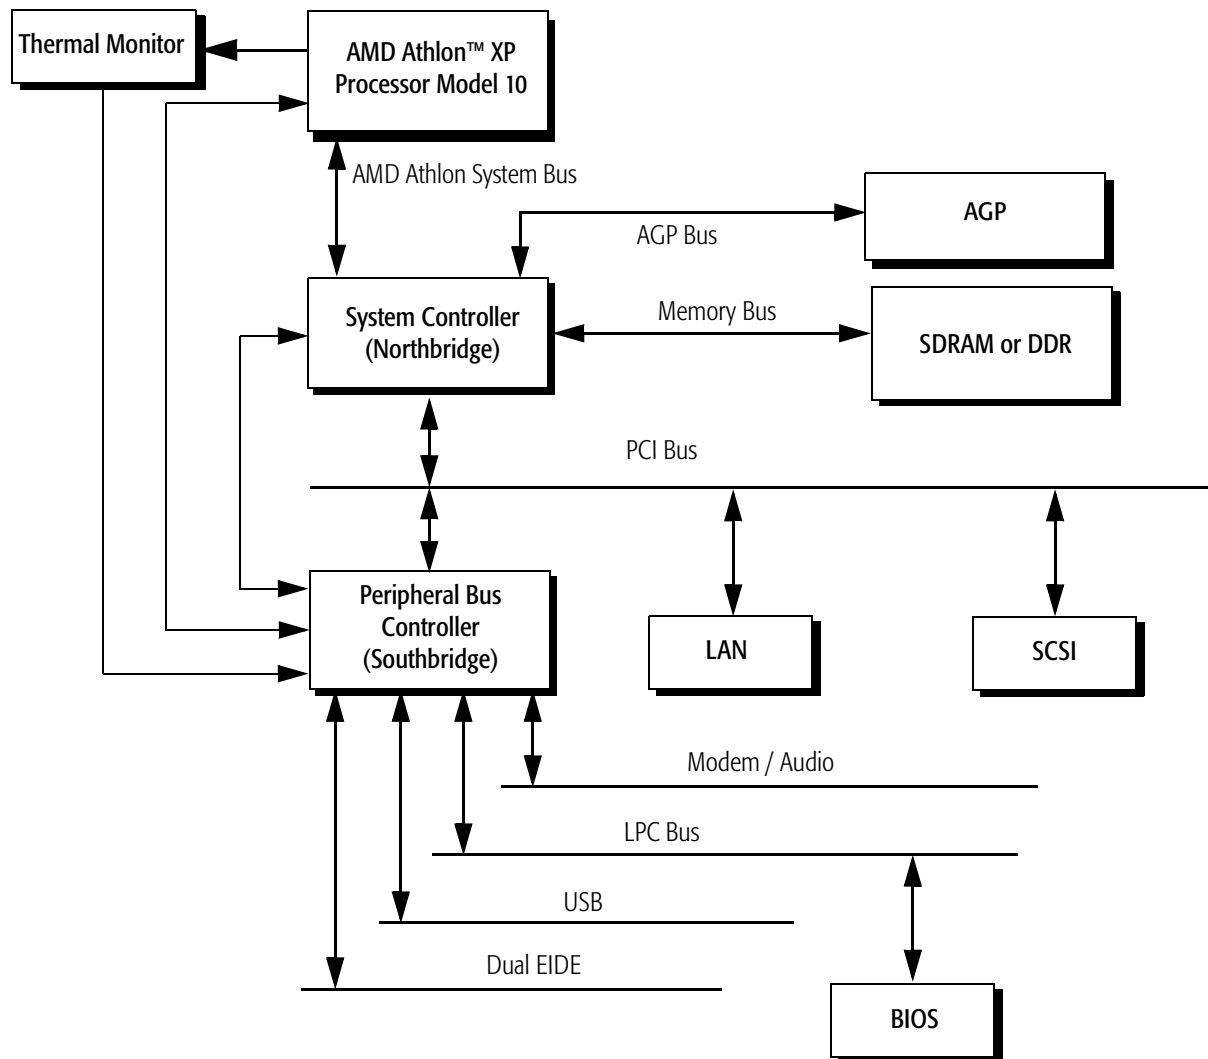 Thermal Monitor
AMD Athlon™ XP
Processor Model 10
AMD Athlon System Bus
AGP
AGP Bus
System Controller
(Northbridge)
Memory Bus
SDRAM or DDR
PCI Bus
Peripheral Bus
Controller
(Southbridge)
LAN
SCSI
Modem / Audio
LPC Bus
USB
Dual EIDE
BIOS